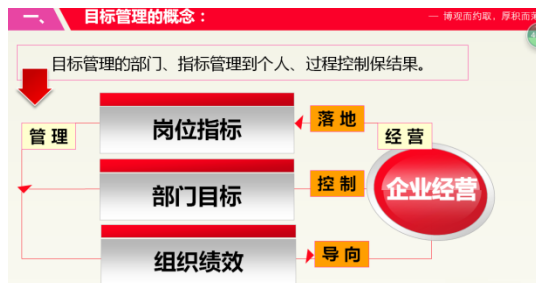 一、 目标管理的概念：
— 博观而约取，厚积而
目标管理的部门、指标管理到个人、过程控制保结果。
管 理
岗位指标
落 地
经 营
部门目标
控 制
企业经营
组织绩效
导 向